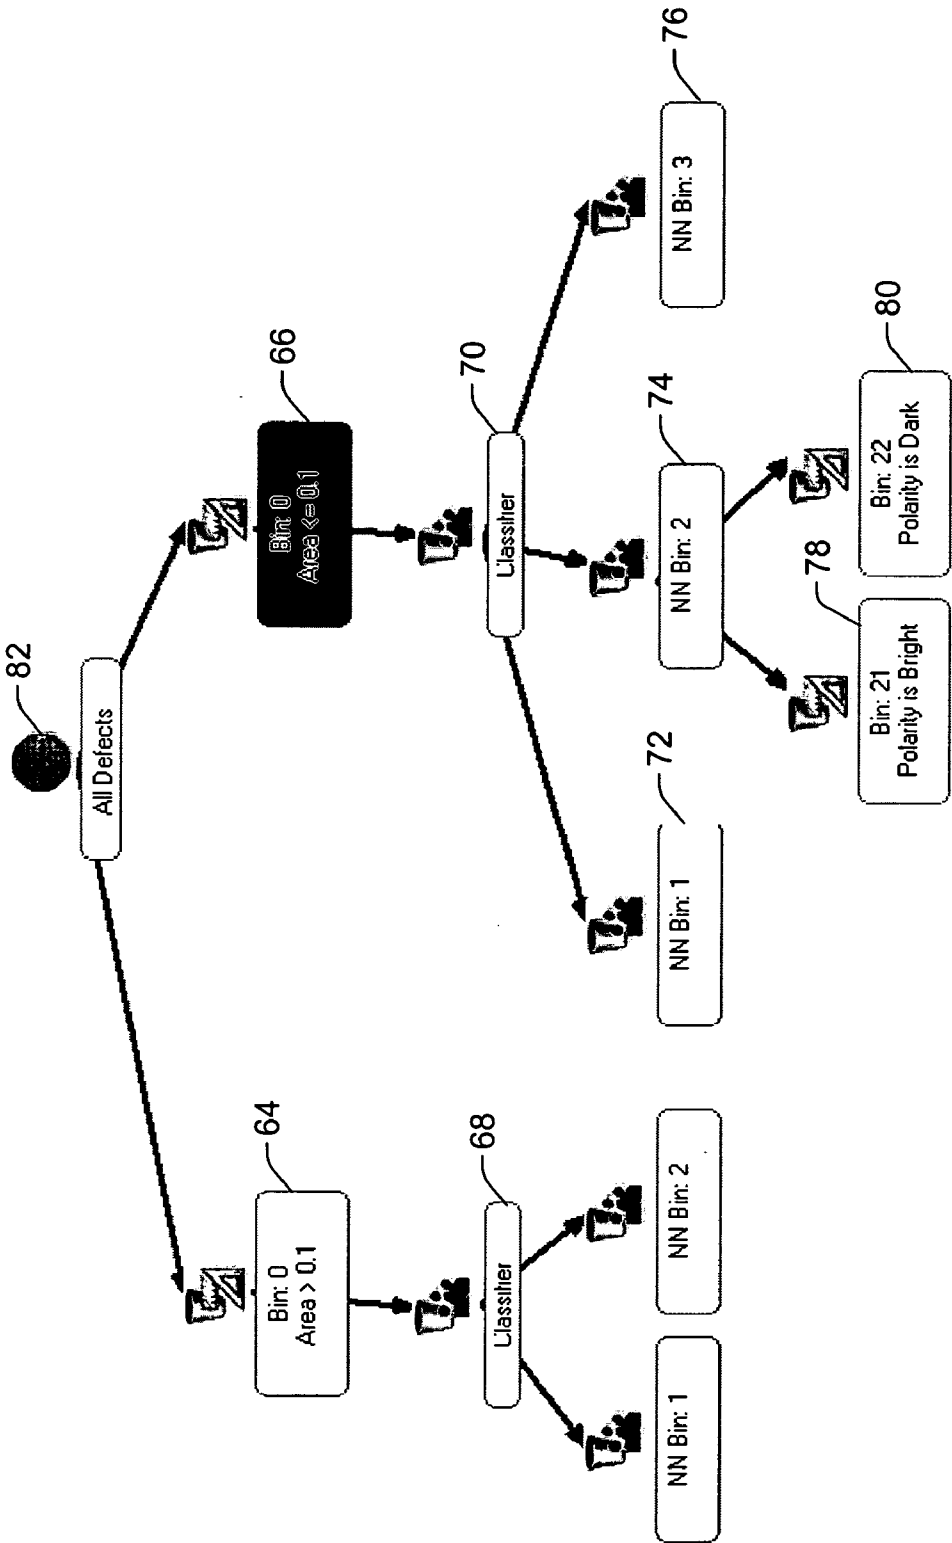 82
All Defects
64
Bin: 0
Area > 0.1
66
Bin: 0
Area <= 0.1
68
Classifier
70
Classifier
NN Bin: 1
NN Bin: 2
72
NN Bin: 1
74
NN Bin: 2
76
NN Bin: 3
78
Bin: 21
Polarity is Bright
80
Bin: 22
Polarity is Dark